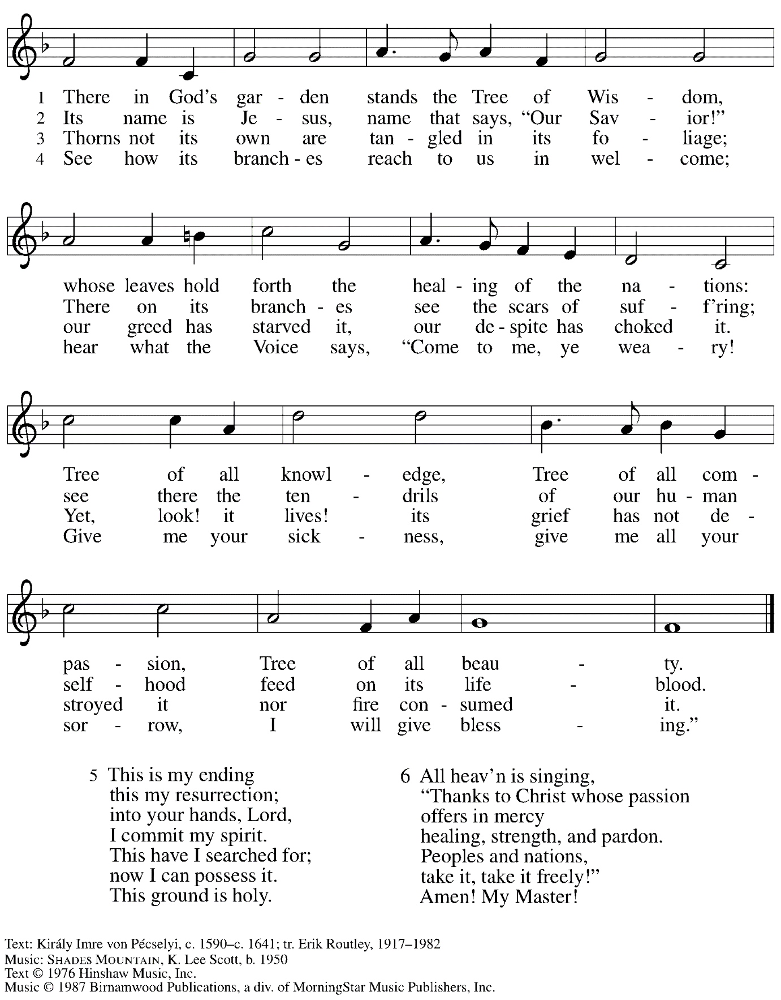 1 There in God's gar - den stands the Tree of Wis - dom,
2 Its name is Je - sus, name that says, “Our Sav - ior!”
3 Thorns not its own are tan - gled in its fo - liage;
4 See how its branch - es reach to us in wel - come;
whose leaves hold forth the heal - ing of the na - tions:
There on its branch - es see the scars of suf - f’ring;
our greed has starved it, our de - spite has choked it.
hear what the Voice says, “Come to me, ye wea - ry!
Tree of all knowl - edge, Tree of all com -
see there the ten - drils of our hu - man
Yet, look! it lives! its grief has not de -
Give me your sick - ness, give me all your
pas - sion, Tree of all beau - ty.
self - hood feed on its life - blood.
stroyed it nor fire con - sumed it.
sor - row, I will give bless - ing.”
5 This is my ending
this my resurrection;
into your hands, Lord,
I commit my spirit.
This have I searched for;
now I can possess it.
This ground is holy.
6 All heav’n is singing,
“Thanks to Christ whose passion
offers in mercy
healing, strength, and pardon.
Peoples and nations,
take it, take it freely!”
Amen! My Master!
Text: Király Imre von Pécselyi, c. 1590–c. 1641; tr. Erik Routley, 1917–1982
Music: SHADES MOUNTAIN, K. Lee Scott, b. 1950
Text © 1976 Hinshaw Music, Inc.
Music © 1987 Birnamwood Publications, a div. of MorningStar Music Publishers, Inc.